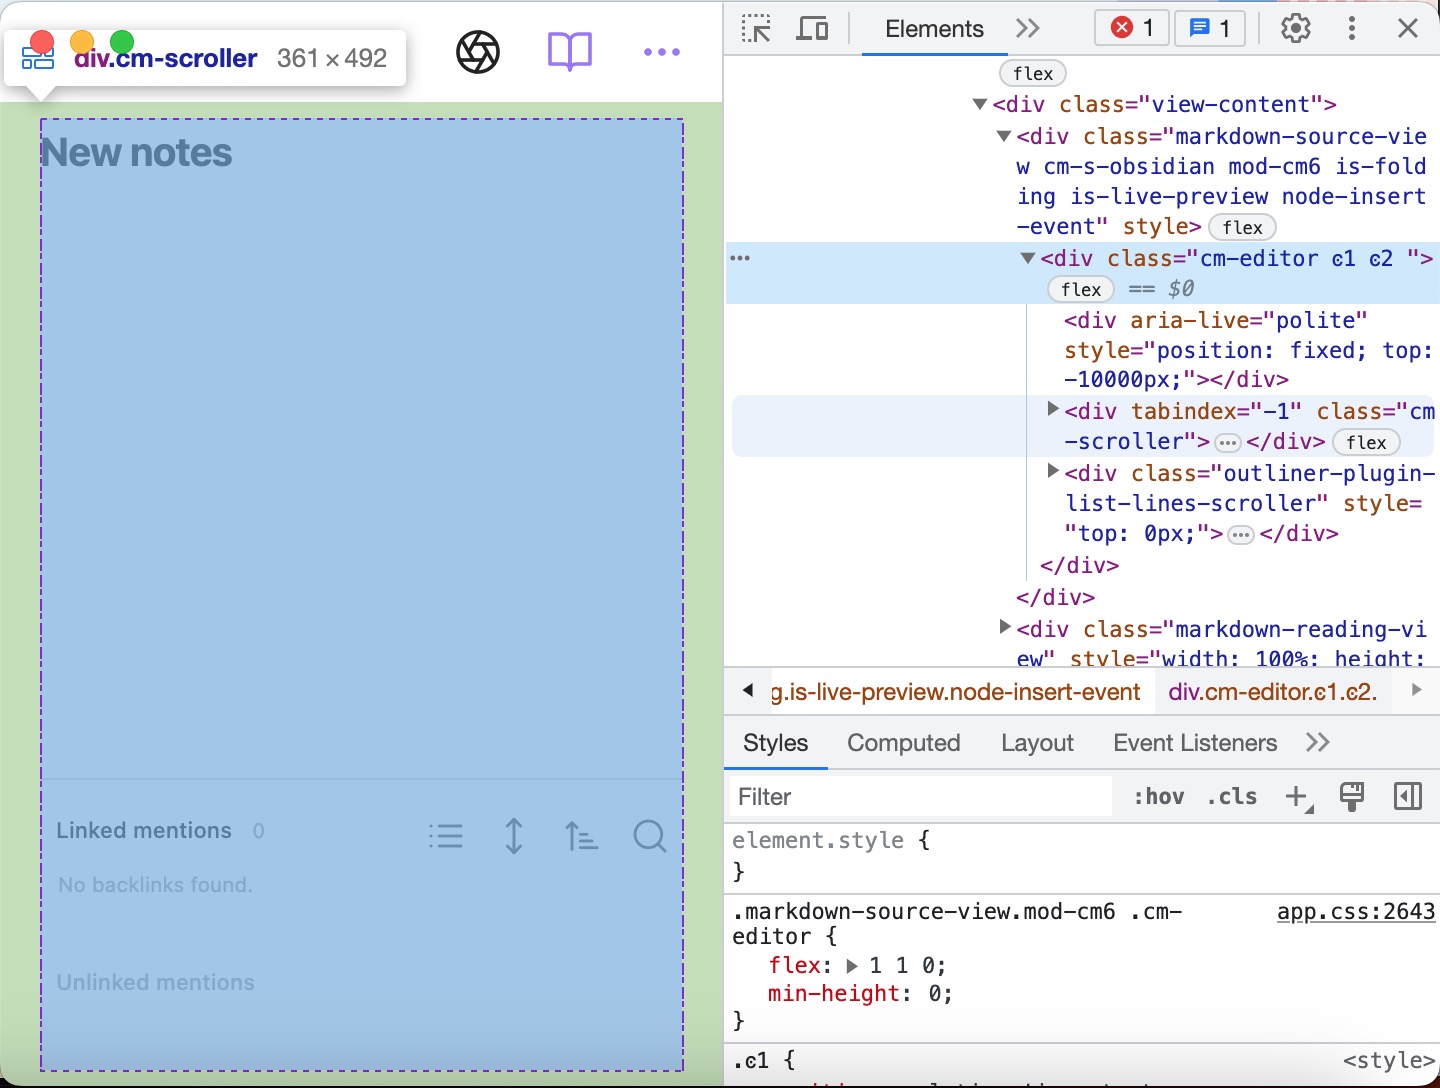 div.cm-scroller 361 × 492
New notes
Linked mentions 0
No backlinks found.
Unlinked mentions
Elements 1 1
flex
<div class="view-content">
<div class="markdown-source-vie
w cm-s-obsidian mod-cm6 is-fold
ing is-live-preview node-insert
-event" style> flex
<div class="cm-editor ͼ1 ͼ2 ">
flex == $0
<div aria-live="polite"
style="position: fixed; top:
-10000px;"></div>
<div tabindex="-1" class="cm
-scroller"> … </div> flex
<div class="outliner-plugin-
list-lines-scroller" style=
"top: 0px;"> … </div>
</div>
</div>
<div class="markdown-reading-vi
ew" style="width: 100%; height:
g.is-live-preview.node-insert-event div.cm-editor.ͼ1.ͼ2.
Styles Computed Layout Event Listeners
Filter :hov .cls
element.style {
}
.markdown-source-view.mod-cm6 .cm- app.css:2643
editor {
flex: 1 1 0;
min-height: 0;
}
.ͼ1 { <style>